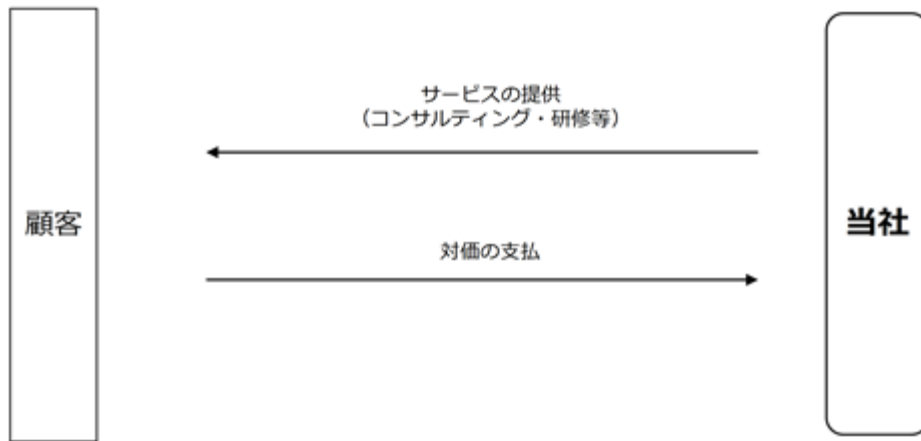 サービスの提供
（コンサルティング・研修等）
顧客
当社
対価の支払